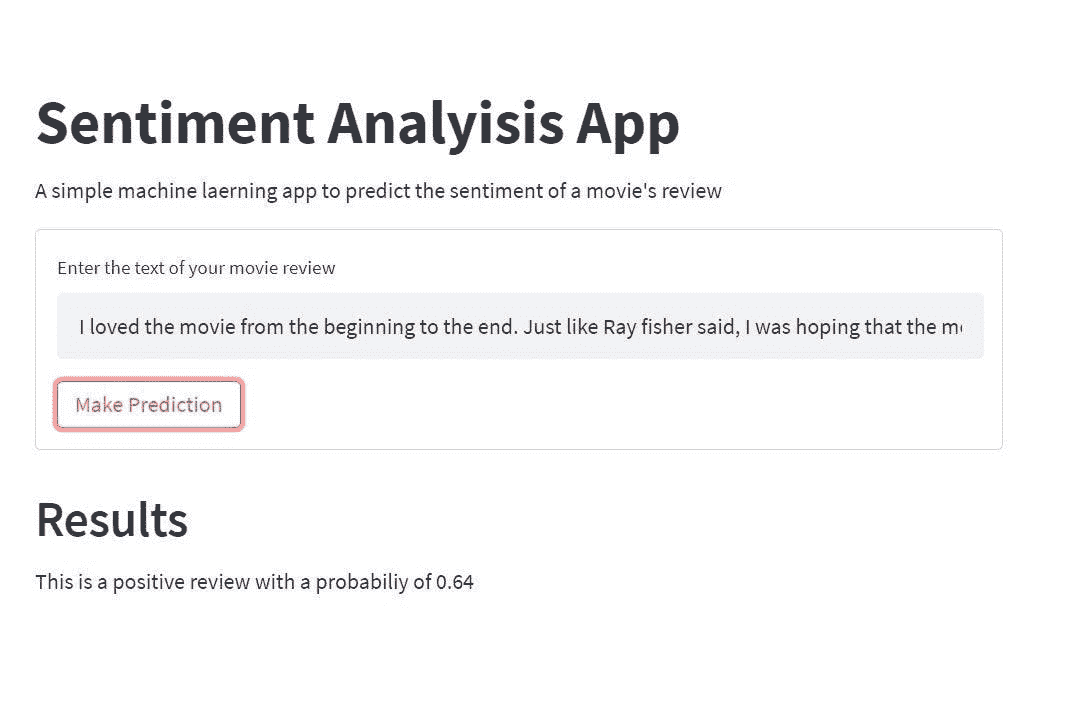 Sentiment Analyisis App
A simple machine laerning app to predict the sentiment of a movie's review
Enter the text of your movie review
I loved the movie from the beginning to the end. Just like Ray fisher said, I was hoping that the
Make Prediction
Results
This is a positive review with a probabiliy of 0.64